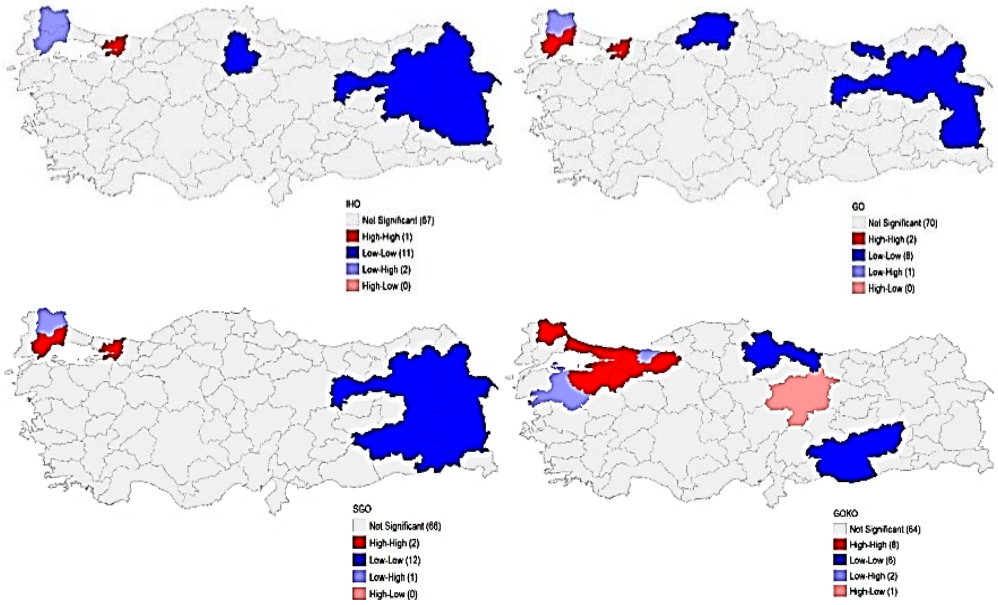 IHO
Not Significant (67)
High-High (1)
Low-Low (11)
Low-High (2)
High-Low (0)
GO
Not Significant (70)
High-High (2)
Low-Low (8)
Low-High (1)
High-Low (0)
SGO
Not Significant (66)
High-High (2)
Low-Low (12)
Low-High (1)
High-Low (0)
GOKO
Not Significant (64)
High-High (8)
Low-Low (6)
Low-High (2)
High-Low (1)